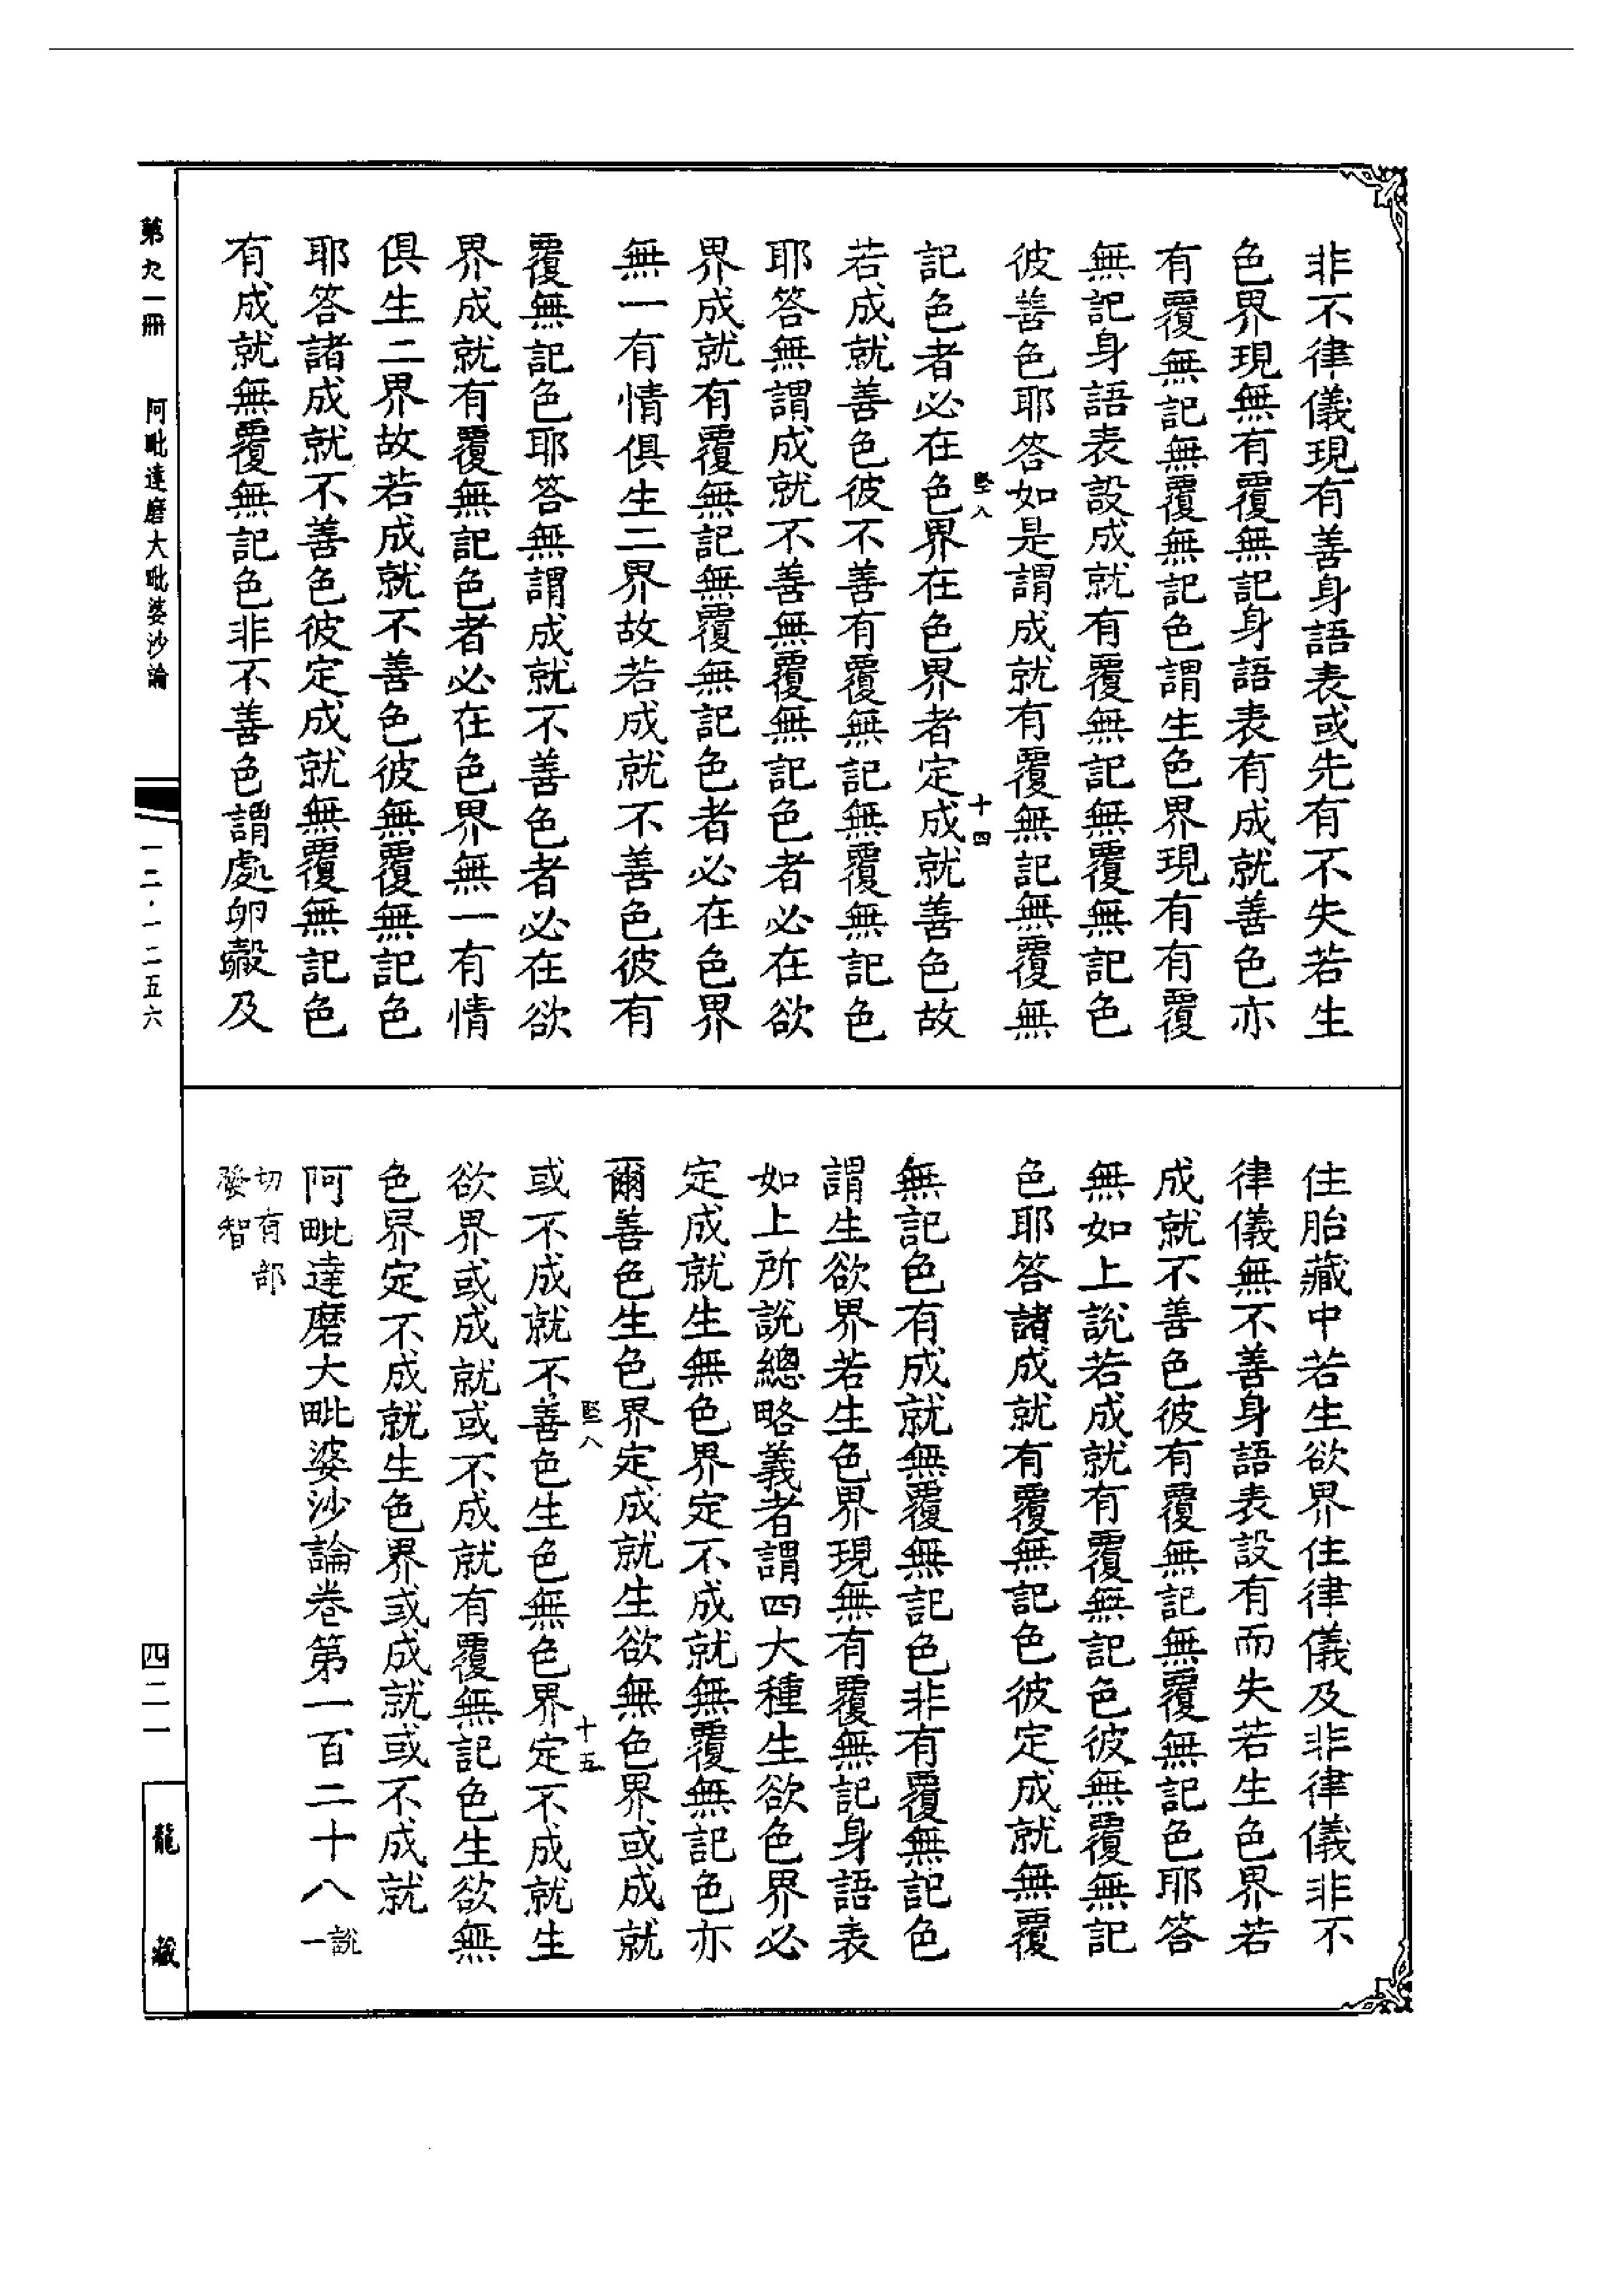 非不律儀現有善身語表或先有不失若生
色界現無有覆無記身語表有成就善色亦
有覆無記無覆無記色謂生色界現有有覆
無記身語表設成就有覆無記無覆無記色
彼善色耶答如是謂成就有覆無記無覆無
堅八
十四
記色者必在色界在色界者定成就善色故
若成就善色彼不善有覆無記無覆無記色
耶答無謂成就不善無覆無記色者必在欲
界成就有覆無記無覆無記色者必在色界
無一有情俱生二界故若成就不善色彼有
覆無記色耶答無謂成就不善色者必在欲
界成就有覆無記色者必在色界無一有情
俱生二界故若成就不善色彼無覆無記色
耶答諸成就不善色彼定成就無覆無記色
有成就無覆無記色非不善色謂處卵㲉及
住胎藏中若生欲界住律儀及非律儀非不
律儀無不善身語表設有而失若生色界若
成就不善色彼有覆無記無覆無記色耶答
無如上說若成就有覆無記色彼無覆無記
色耶答諸成就有覆無記色彼定成就無覆
無記色有成就無覆無記色非有覆無記色
謂生欲界若生色界現無有覆無記身語表
如上所說總略義者謂四大種生欲色界必
定成就生無色界定不成就無覆無記色亦
爾善色生色界定成就生欲無色界或成就
堅八
十五
或不成就不善色生色無色界定不成就生
欲界或成就或不成就有覆無記色生欲無
色界定不成就生色界或成就或不成就
阿毗達磨大毗婆沙論卷第一百二十八 說一
切有部
發智
第九一冊
阿毗達磨大毗婆沙論
一二·一二五六
四二一
龍藏